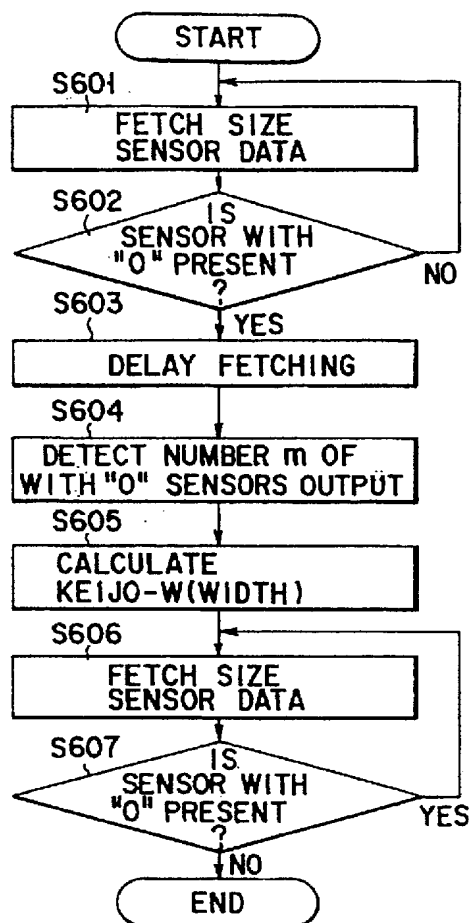 START
S601
FETCH SIZE
SENSOR DATA
S602
IS
SENSOR WITH
"0" PRESENT
?
NO
YES
S603
DELAY FETCHING
S604
DETECT NUMBER m OF
WITH "0" SENSORS OUTPUT
S605
CALCULATE
KEIJO-W(WIDTH)
S606
FETCH SIZE
SENSOR DATA
S607
IS
SENSOR WITH
"0" PRESENT
?
YES
NO
END